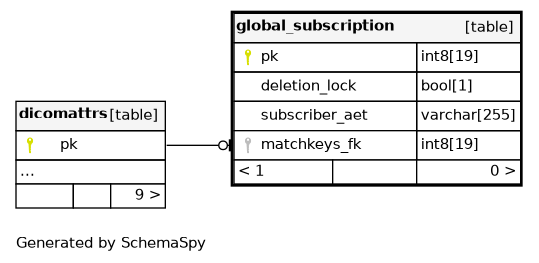 global_subscription [table]
pk int8[19]
deletion_lock bool[1]
subscriber_aet varchar[255]
matchkeys_fk int8[19]
< 1 0 >
dicomattrs [table]
pk
...
9 >
Generated by SchemaSpy